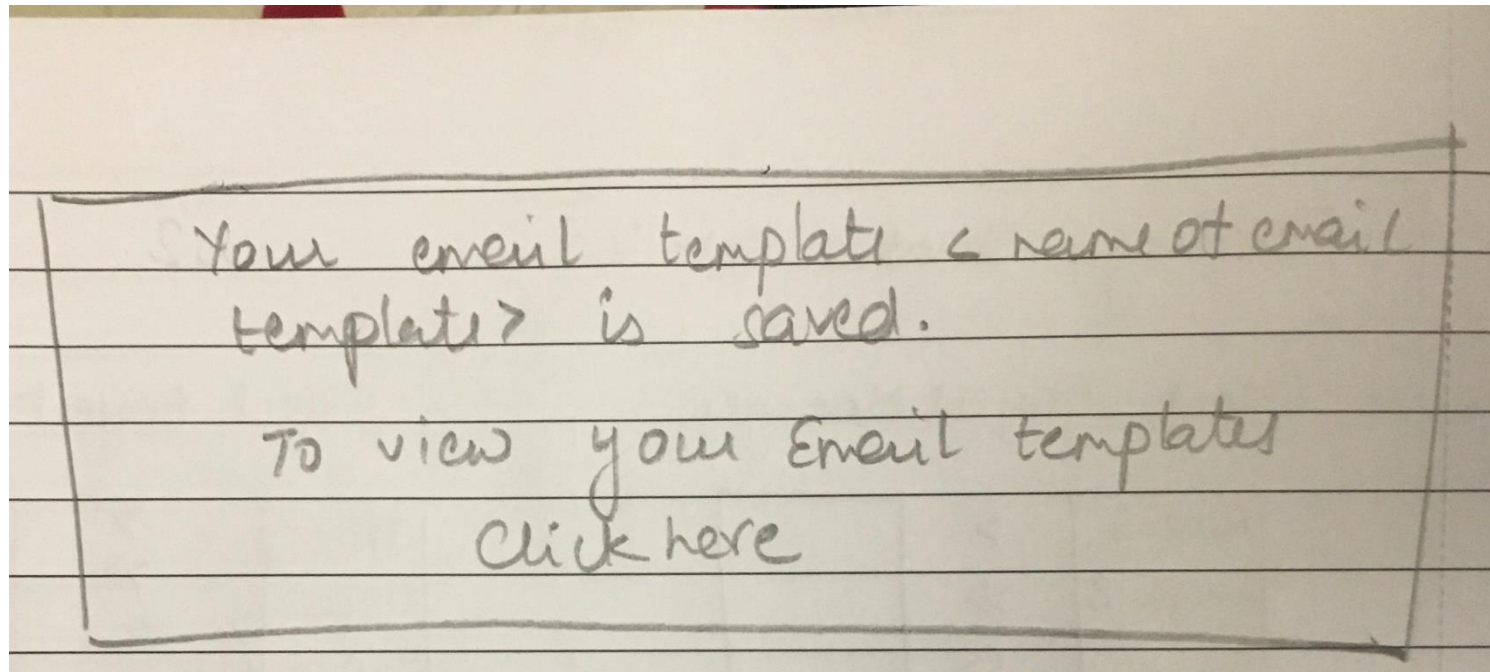 Your email template < name of email
template> is saved.
To view your Email templates
Click here